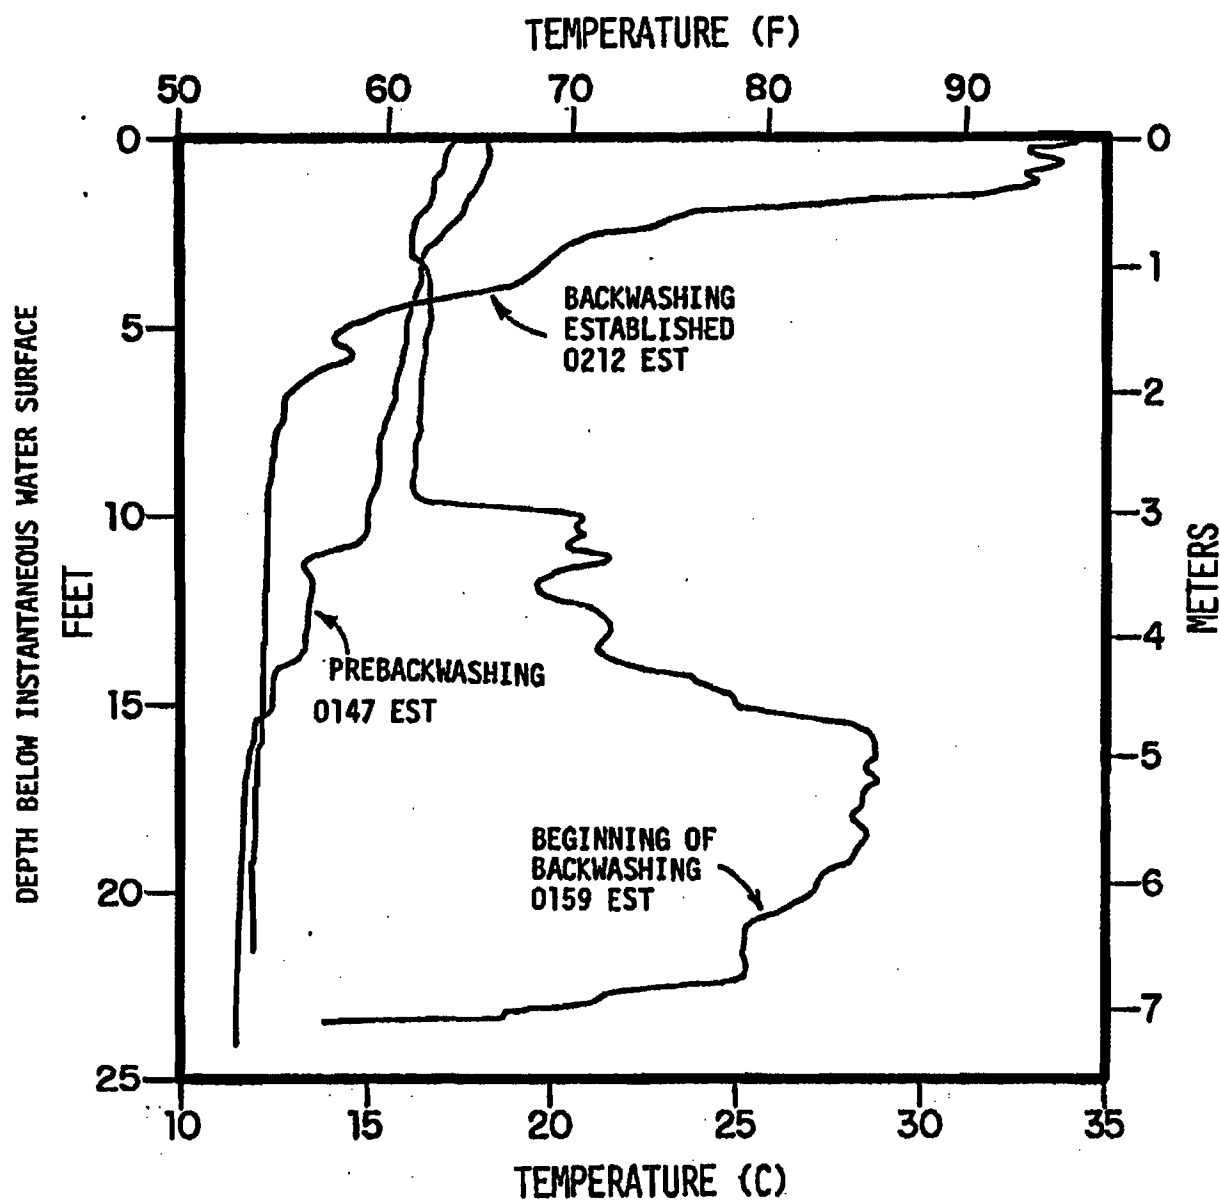 TEMPERATURE (F)
50 60 70 80 90
0
5
10
15
20
25
0
1
2
3
4
5
6
7
DEPTH BELOW INSTANTANEOUS WATER SURFACE
FEET
METERS
BACKWASHING
ESTABLISHED
0212 EST
PREBACKWASHING
0147 EST
BEGINNING OF
BACKWASHING
0159 EST
10 15 20 25 30 35
TEMPERATURE (C)